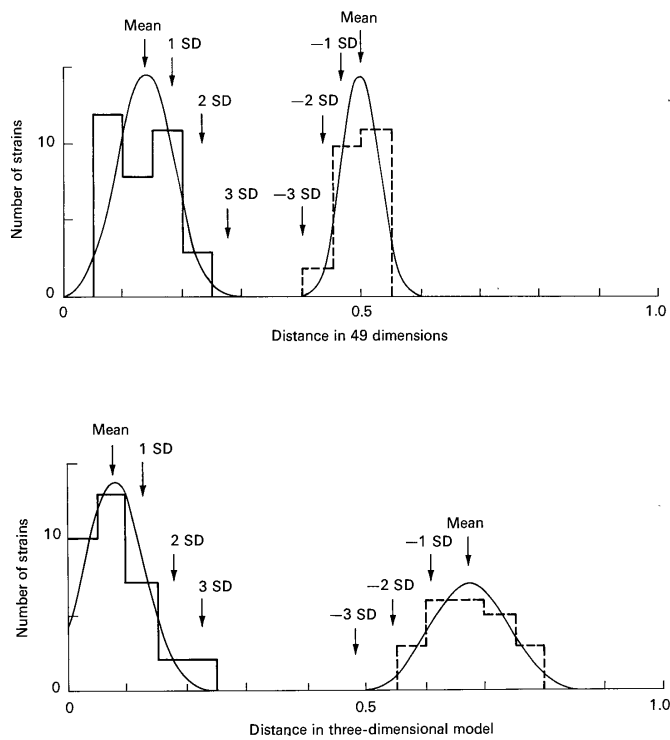 Mean
Mean
1 SD
−1 SD
2 SD
−2 SD
3 SD
−3 SD
10
0
Number of strains
0
0.5
1.0
Distance in 49 dimensions
Mean
1 SD
2 SD
3 SD
Mean
−1 SD
−2 SD
−3 SD
10
0
Number of strains
0
0.5
1.0
Distance in three-dimensional model